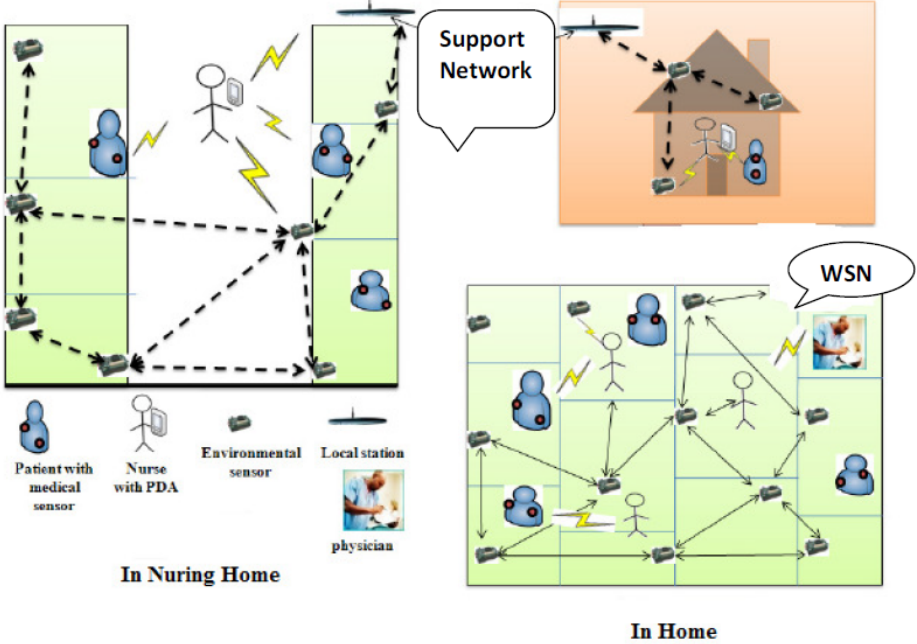 Support
Network
WSN
Patient with
medical
sensor
Nurse
with PDA
Environmental
sensor
Local station
physician
In Nuring Home
In Home